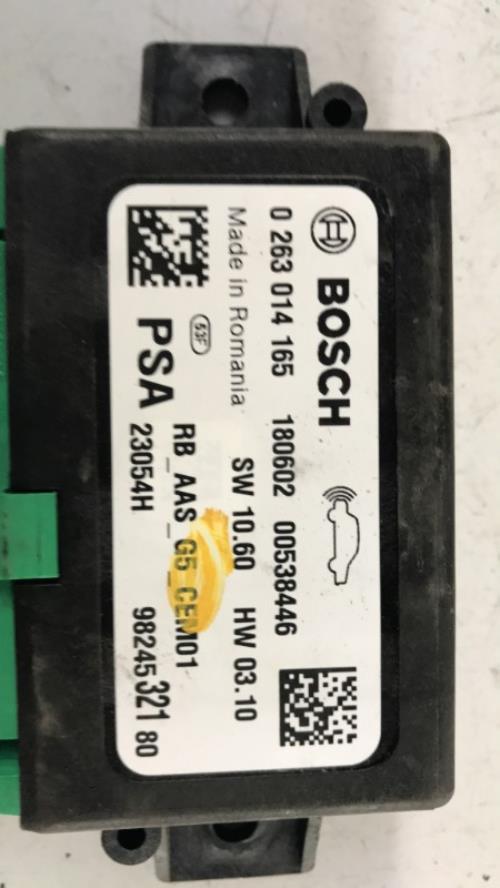 BOSCH
0 263 014 165 180602 00538446
Made in Romania SW 10.60 HW 03.10
53F RB_AAS_G5_CEM01
PSA 23054H 98245 321 80